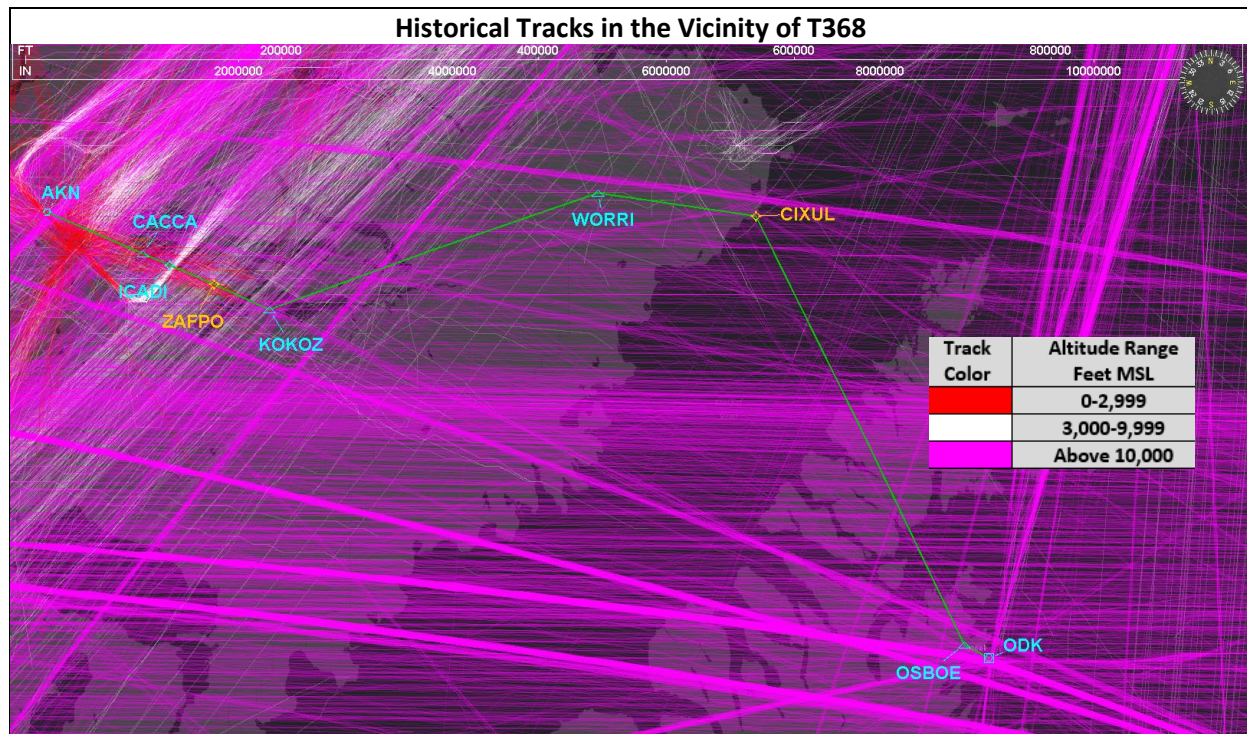 Historical Tracks in the Vicinity of T368
FT 200000 400000 600000 800000
IN 2000000 4000000 6000000 8000000 10000000
AKN
CACCA
WORRI
CIXUL
ICADI
ZAFPO
KOKOZ
Track Color Altitude Range Feet MSL
0-2,999
3,000-9,999
Above 10,000
OSBOE
ODK